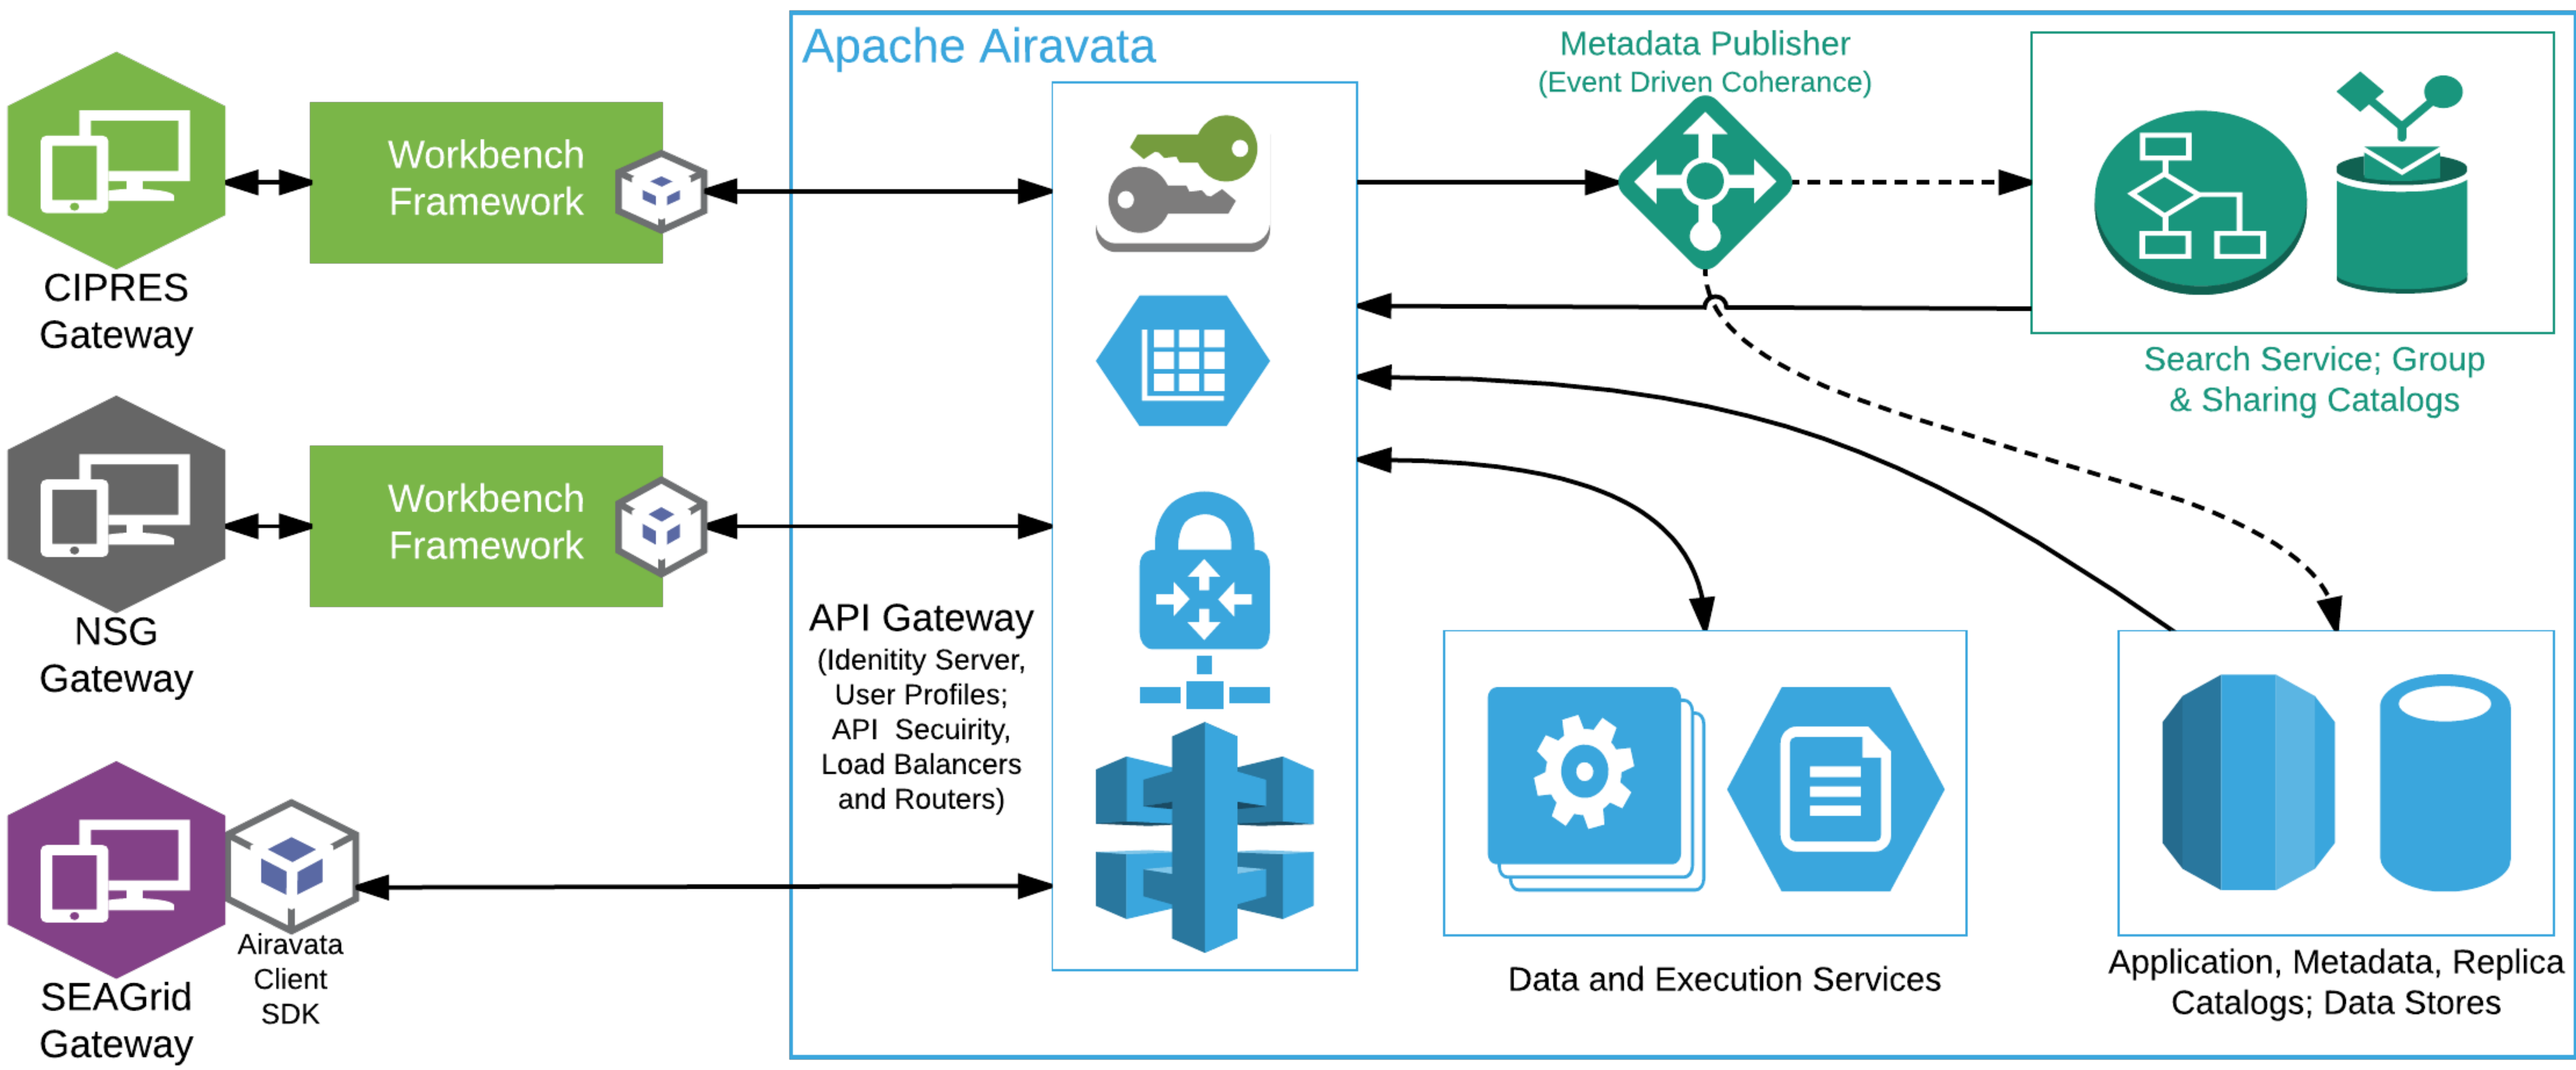 Apache Airavata
Metadata Publisher
(Event Driven Coherance)
Workbench
Framework
CIPRES
Gateway
Search Service; Group
& Sharing Catalogs
Workbench
Framework
NSG
Gateway
API Gateway
(Idenitity Server,
User Profiles;
API  Secuirity,
Load Balancers
and Routers)
Airavata
Client
SDK
SEAGrid
Gateway
Data and Execution Services
Application, Metadata, Replica
Catalogs; Data Stores